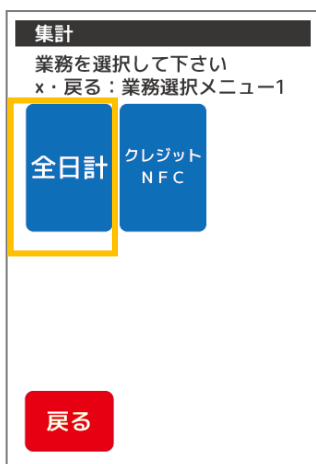 集計
業務を選択して下さい
x・戻る：業務選択メニュー1
全日計
クレジット
ＮＦＣ
戻る